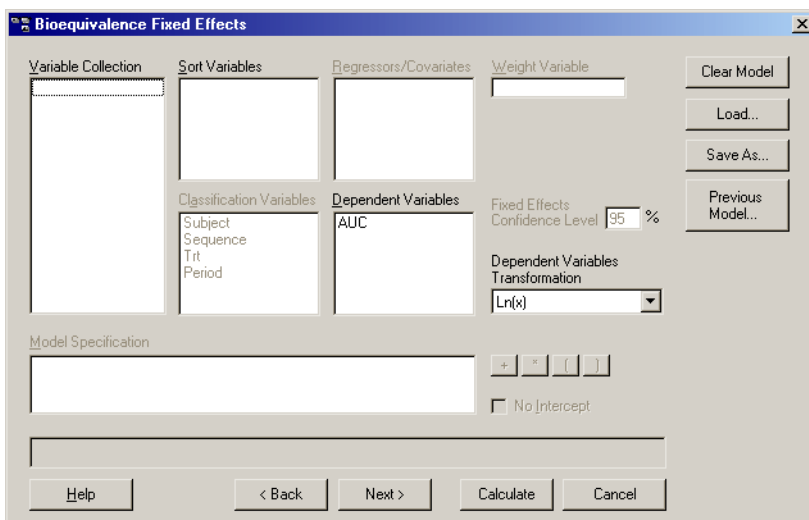 Bioequivalence Fixed Effects
Variable Collection
Sort Variables
Regressors/Covariates
Weight Variable
Clear Model
Load...
Save As...
Previous
Model...
Classification Variables
Subject
Sequence
Trt
Period
Dependent Variables
AUC
Fixed Effects
Confidence Level 95 %
Dependent Variables
Transformation
Ln(x)
Model Specification
+ * ( )
No Intercept
Help
< Back
Next >
Calculate
Cancel